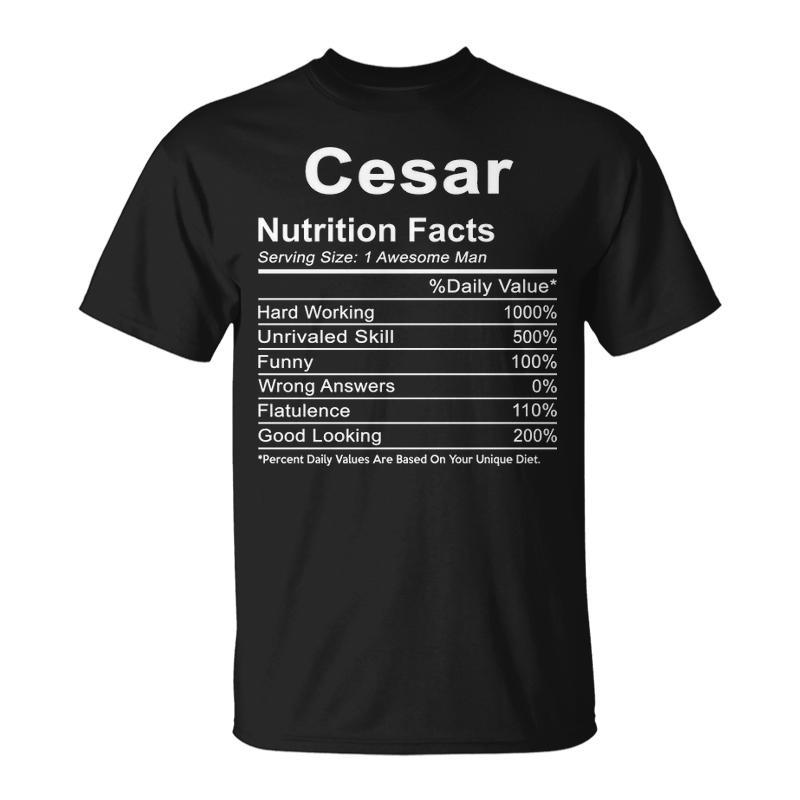 Cesar
Nutrition Facts
Serving Size: 1 Awesome Man
%Daily Value*
Hard Working 1000%
Unrivaled Skill 500%
Funny 100%
Wrong Answers 0%
Flatulence 110%
Good Looking 200%
*Percent Daily Values Are Based On Your Unique Diet.